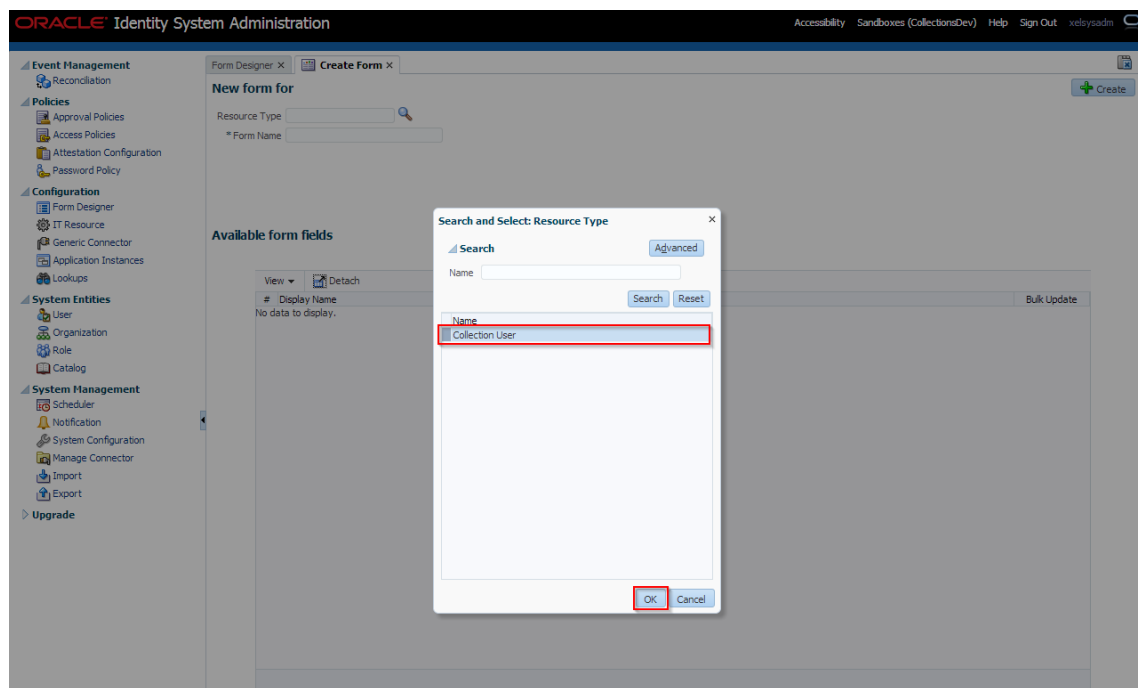 ORACLE Identity System Administration
Accessibility Sandboxes (CollectionsDev) Help Sign Out xelsysadm
Event Management
Reconciliation
Policies
Approval Policies
Access Policies
Attestation Configuration
Password Policy
Configuration
Form Designer
IT Resource
Generic Connector
Application Instances
Lookups
System Entities
User
Organization
Role
Catalog
System Management
Scheduler
Notification
System Configuration
Manage Connector
Import
Export
Upgrade
Form Designer × Create Form ×
New form for
Create
Resource Type
* Form Name
Available form fields
View Detach
# Display Name Bulk Update
No data to display.
Search and Select: Resource Type ×
Search
Advanced
Name
Search Reset
Name
Collection User
OK Cancel